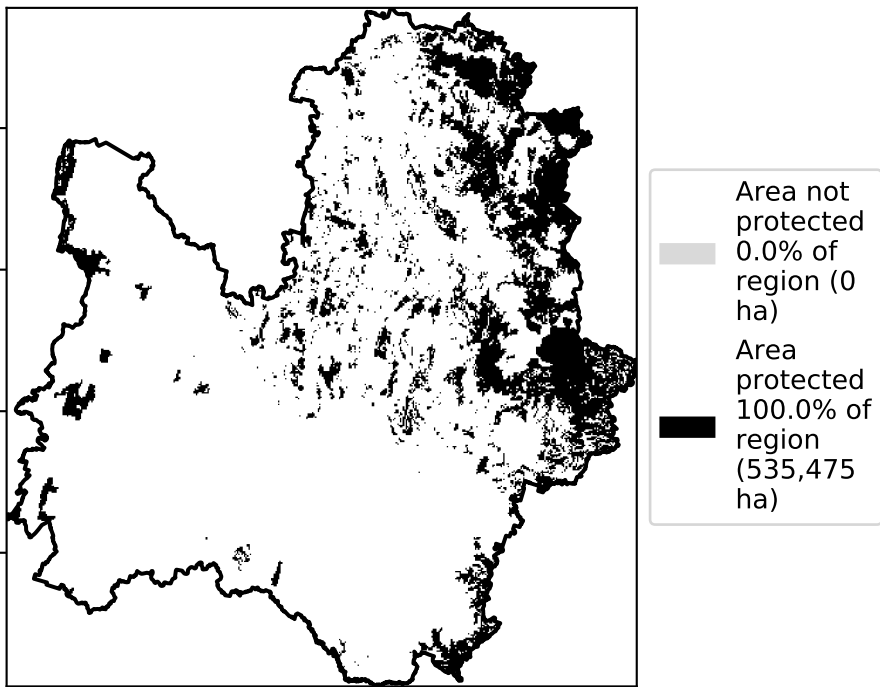 Area not
protected
0.0% of
region (0
ha)
Area
protected
100.0% of
region
(535,475
ha)